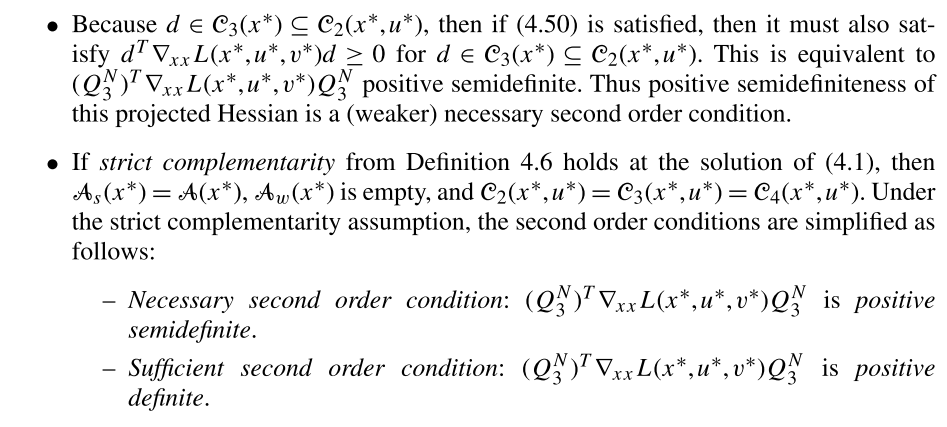 • Because d ∈ 𝒞₃(x*) ⊆ 𝒞₂(x*,u*), then if (4.50) is satisfied, then it must also sat-
isfy dᵀ∇ₓₓL(x*,u*,v*)d ≥ 0 for d ∈ 𝒞₃(x*) ⊆ 𝒞₂(x*,u*). This is equivalent to
(Q₃ᴺ)ᵀ∇ₓₓL(x*,u*,v*)Q₃ᴺ positive semidefinite. Thus positive semidefiniteness of
this projected Hessian is a (weaker) necessary second order condition.
• If strict complementarity from Definition 4.6 holds at the solution of (4.1), then
𝒜ₛ(x*) = 𝒜(x*), 𝒜_w(x*) is empty, and 𝒞₂(x*,u*) = 𝒞₃(x*,u*) = 𝒞₄(x*,u*). Under
the strict complementarity assumption, the second order conditions are simplified as
follows:
– Necessary second order condition: (Q₃ᴺ)ᵀ∇ₓₓL(x*,u*,v*)Q₃ᴺ is positive
semidefinite.
– Sufficient second order condition: (Q₃ᴺ)ᵀ∇ₓₓL(x*,u*,v*)Q₃ᴺ is positive
definite.